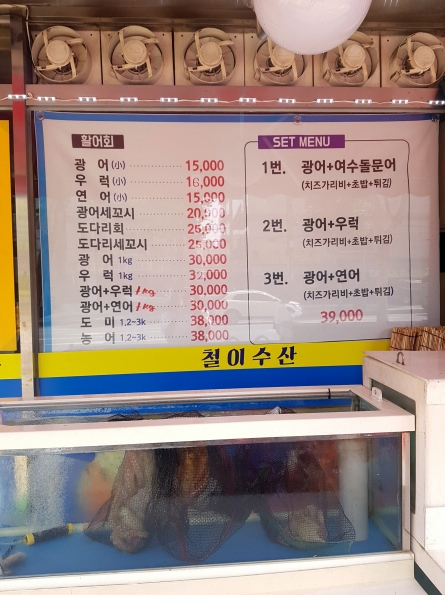 활어회
광 어 (小) 15,000
우 럭 (小) 16,000
연 어 (小) 15,000
광어세꼬시 20,000
도다리회 25,000
도다리세꼬시 25,000
광 어 1kg 30,000
우 럭 1kg 32,000
광어+우럭 1kg 30,000
광어+연어 1kg 30,000
도 미 1.2~3k 38,000
농 어 1.2~3k 38,000
SET MENU
1번. 광어+여수돌문어
(치즈가리비+초밥+튀김)
2번. 광어+우럭
(치즈가리비+초밥+튀김)
3번. 광어+연어
(치즈가리비+초밥+튀김)
39,000
철이수산